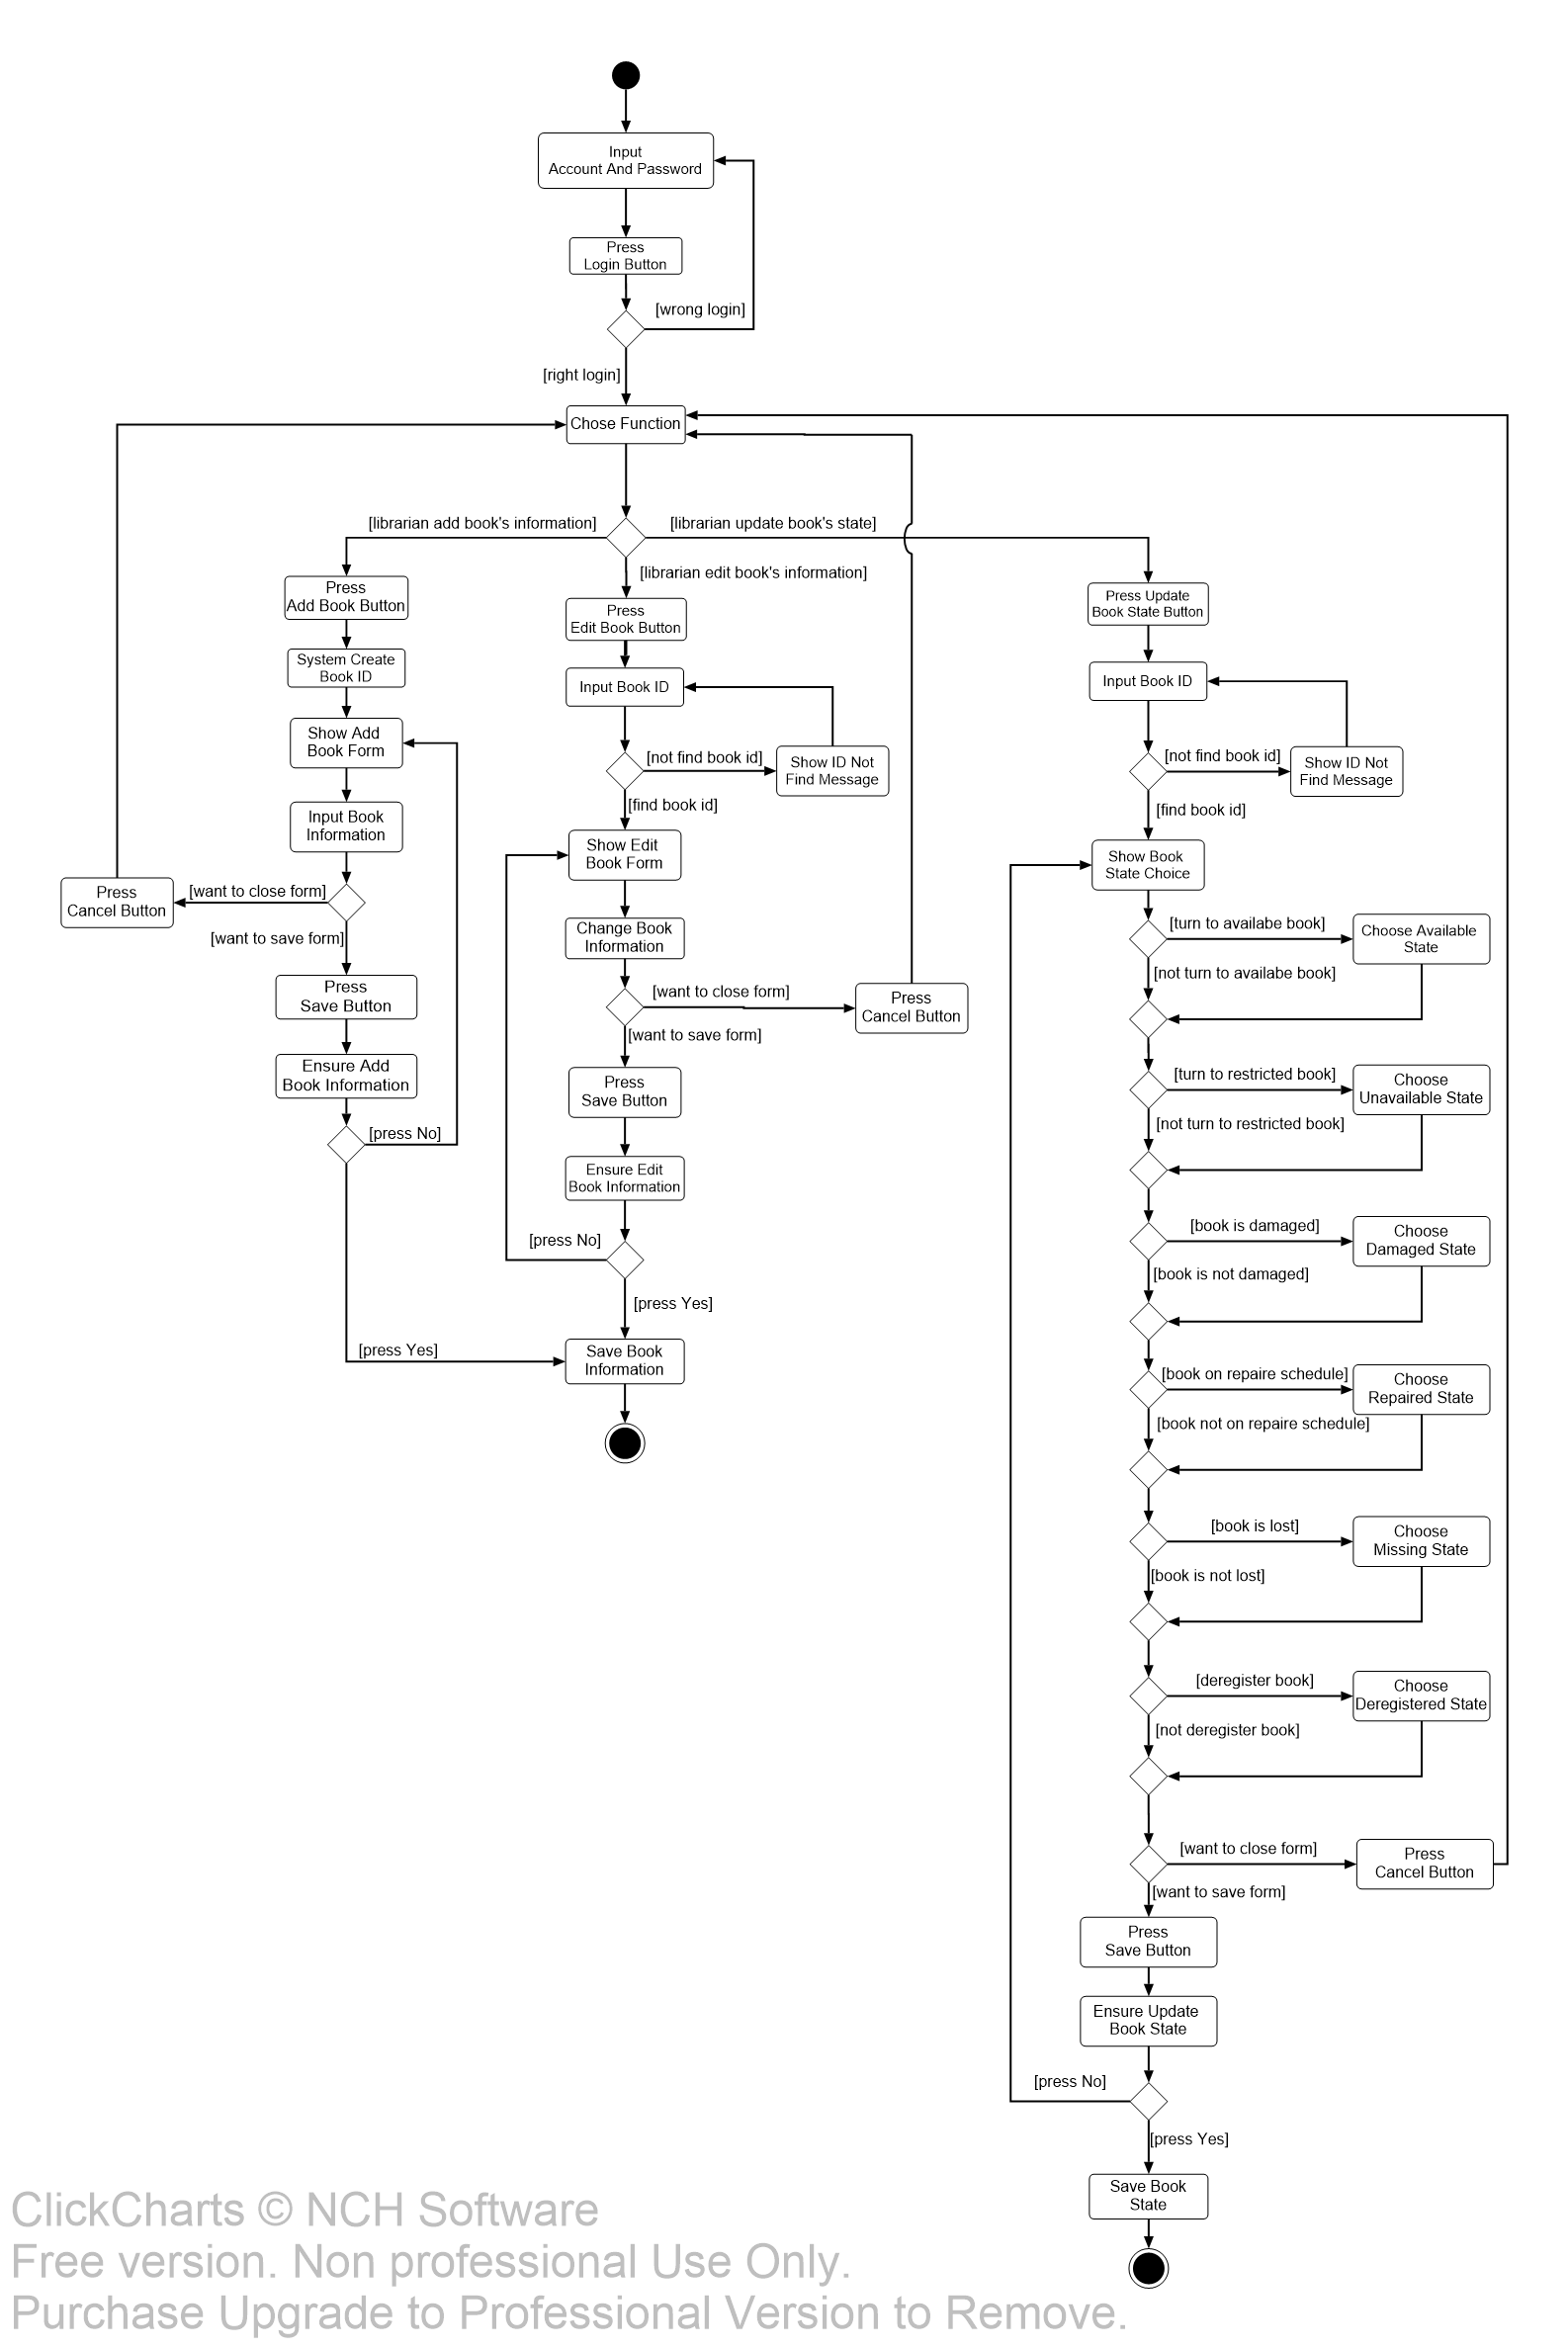 Input
Account And Password
Press
Login Button
[wrong login]
[right login]
Chose Function
[librarian add book's information]
[librarian update book's state]
[librarian edit book's information]
Press
Add Book Button
System Create
Book ID
Show Add
Book Form
Input Book
Information
[want to close form]
Press
Cancel Button
[want to save form]
Press
Save Button
Ensure Add
Book Information
[press No]
[press Yes]
Press
Edit Book Button
Input Book ID
[not find book id]
Show ID Not
Find Message
[find book id]
Show Edit
Book Form
Change Book
Information
[want to close form]
Press
Cancel Button
[want to save form]
Press
Save Button
Ensure Edit
Book Information
[press No]
[press Yes]
Save Book
Information
Press Update
Book State Button
Input Book ID
[not find book id]
Show ID Not
Find Message
[find book id]
Show Book
State Choice
[turn to availabe book]
Choose Available
State
[not turn to availabe book]
[turn to restricted book]
Choose
Unavailable State
[not turn to restricted book]
[book is damaged]
Choose
Damaged State
[book is not damaged]
[book on repaire schedule]
Choose
Repaired State
[book not on repaire schedule]
[book is lost]
Choose
Missing State
[book is not lost]
[deregister book]
Choose
Deregistered State
[not deregister book]
[want to close form]
Press
Cancel Button
[want to save form]
Press
Save Button
Ensure Update
Book State
[press No]
[press Yes]
Save Book
State
ClickCharts © NCH Software
Free version. Non professional Use Only.
Purchase Upgrade to Professional Version to Remove.